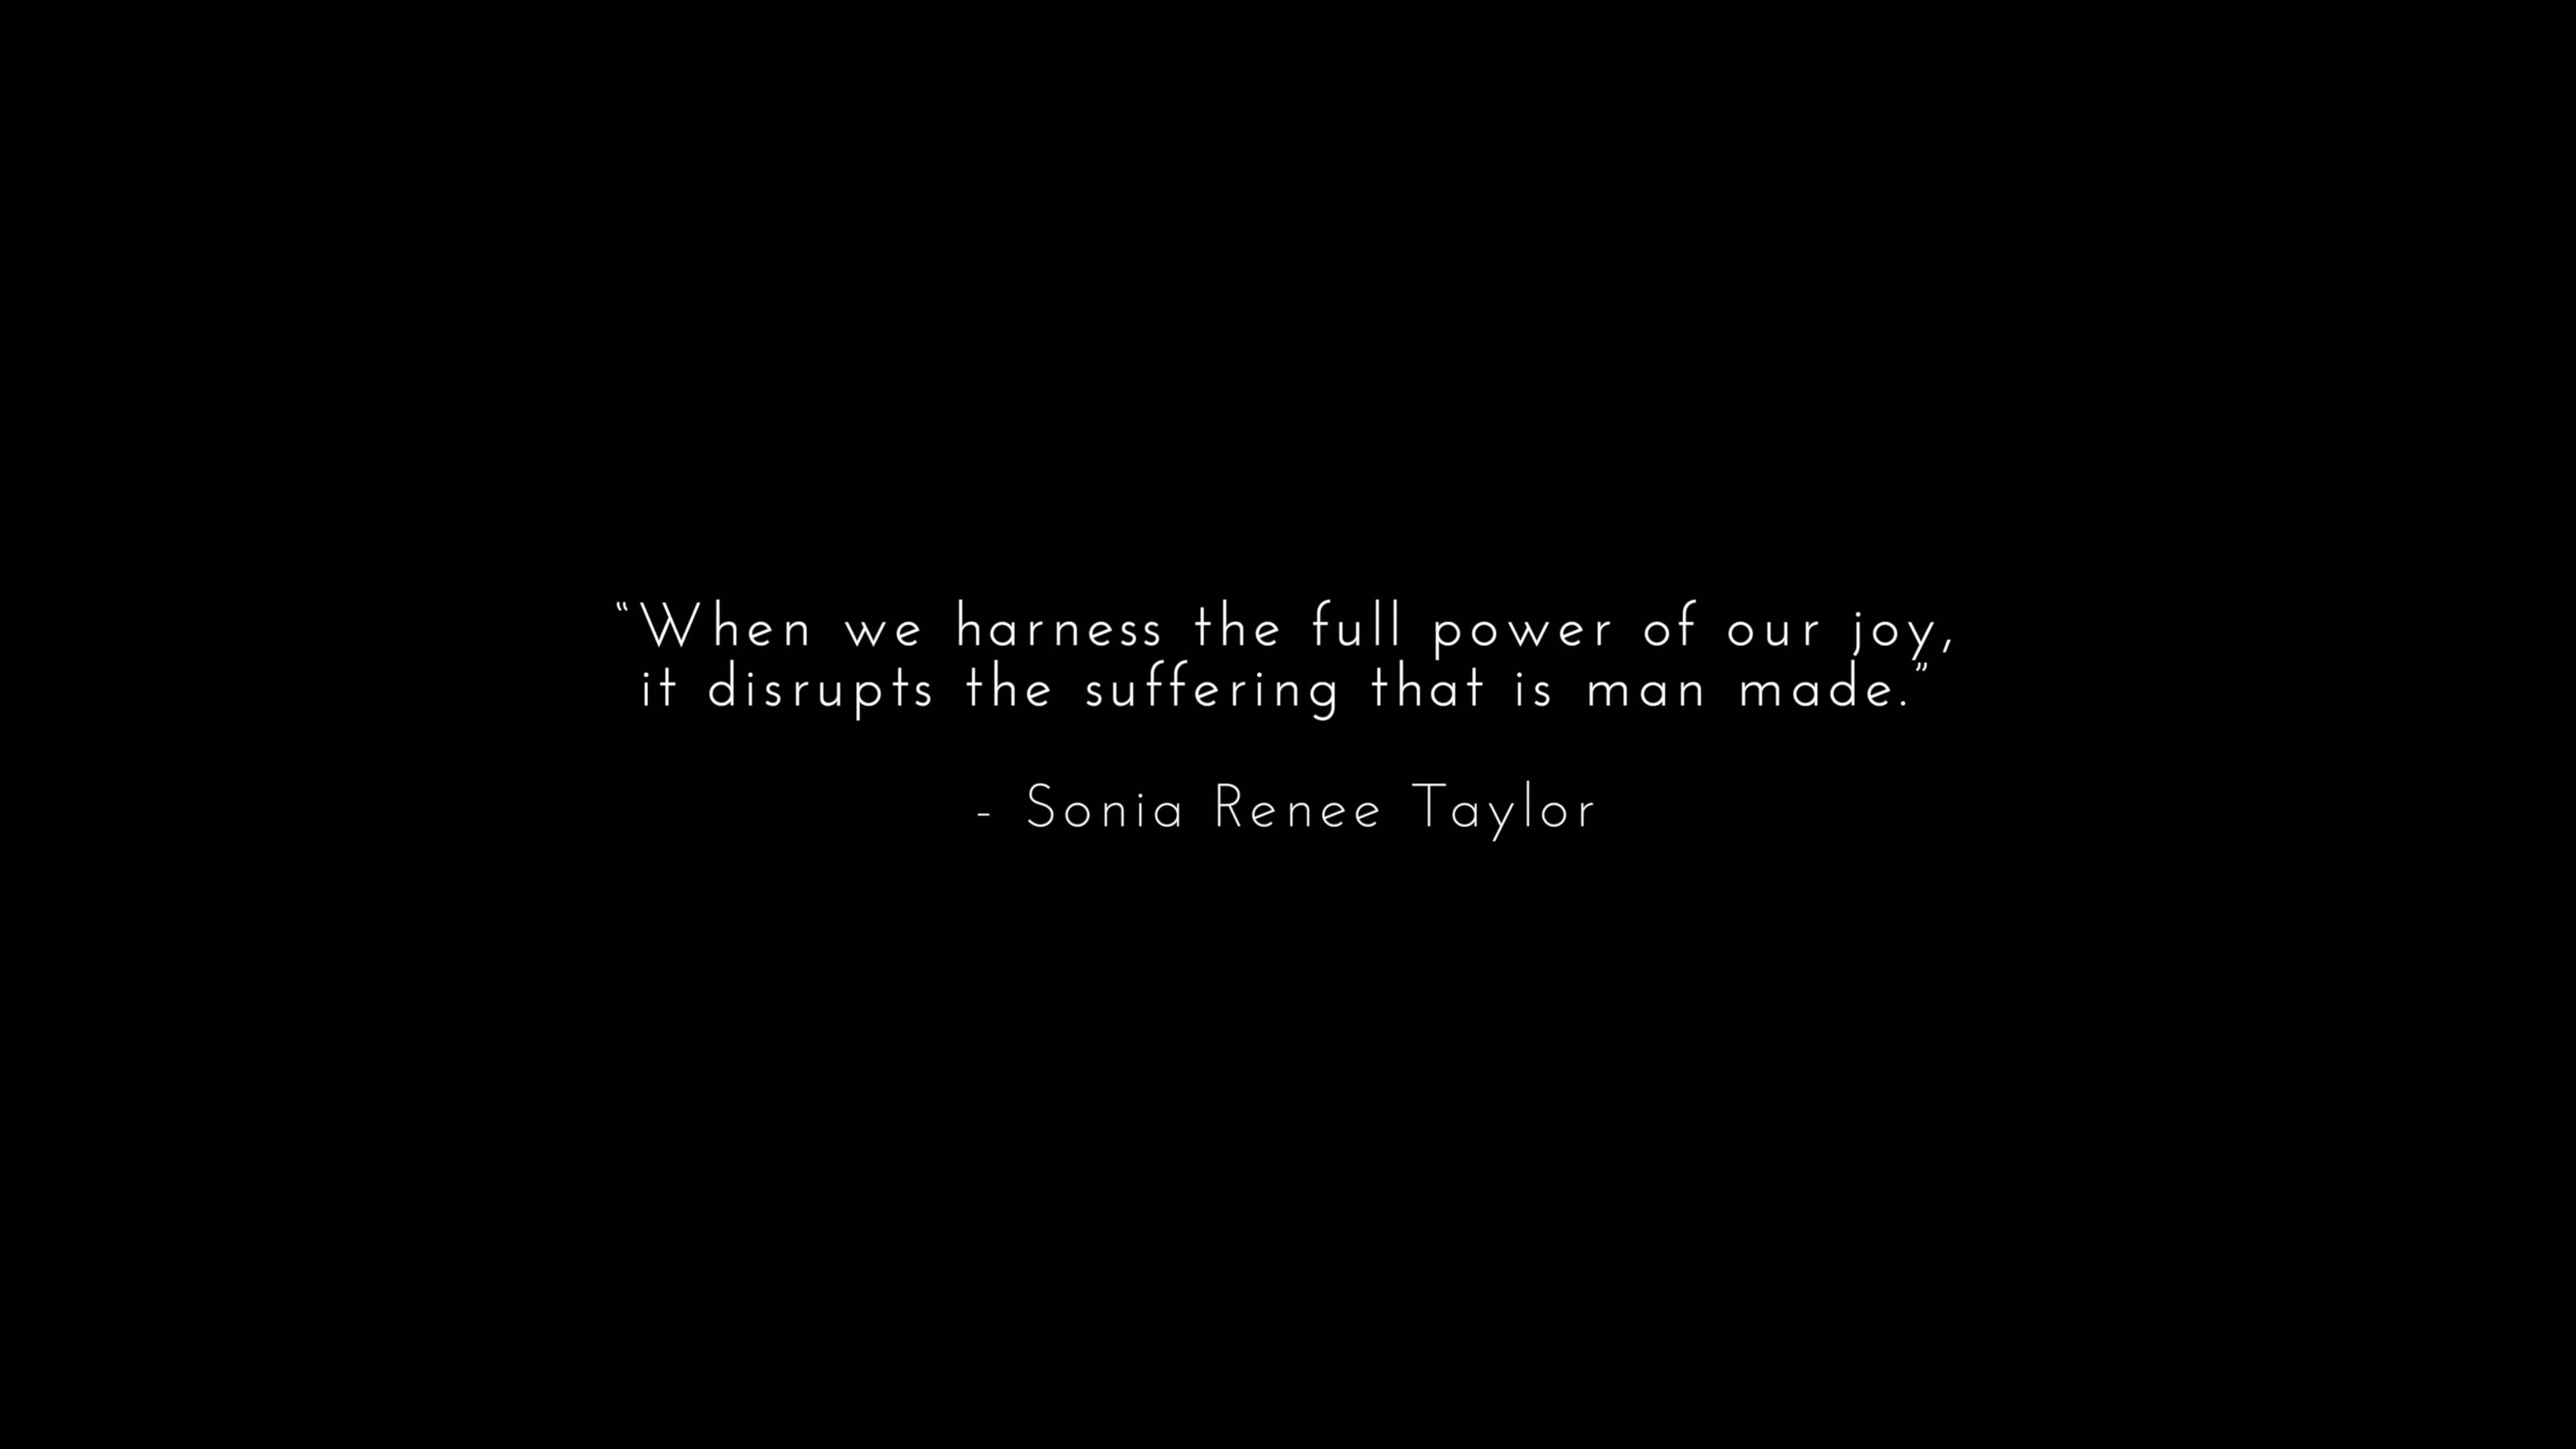 “When we harness the full power of our joy,
it disrupts the suffering that is man made.”
- Sonia Renee Taylor